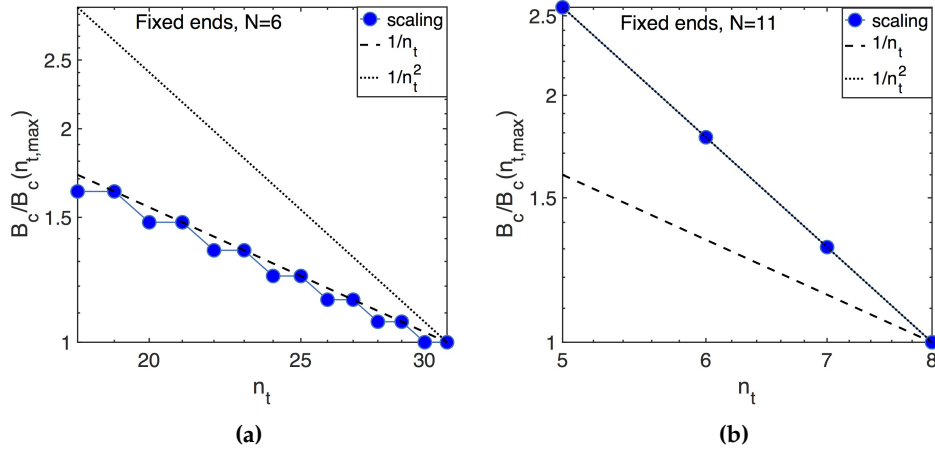 Fixed ends, N=6
scaling
1/n_t
1/n_t^2
B_c/B_c(n_{t,max})
2.5
2
1.5
1
20
25
30
n_t
(a)
Fixed ends, N=11
scaling
1/n_t
1/n_t^2
B_c/B_c(n_{t,max})
2.5
2
1.5
1
5
6
7
8
n_t
(b)